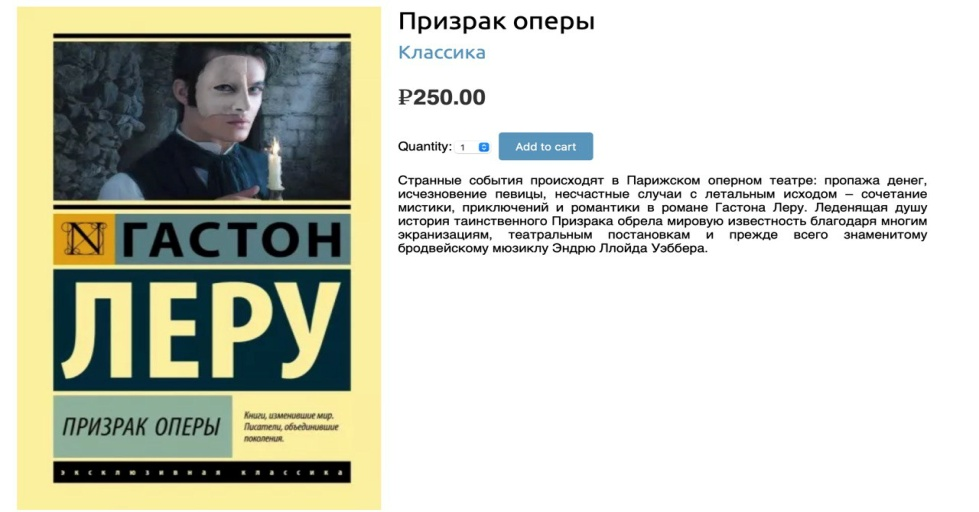 Призрак оперы
Классика
₽250.00
Quantity: 1 Add to cart
Странные события происходят в Парижском оперном театре: пропажа денег,
исчезновение певицы, несчастные случаи с летальным исходом – сочетание
мистики, приключений и романтики в романе Гастона Леру. Леденящая душу
история таинственного Призрака обрела мировую известность благодаря многим
экранизациям, театральным постановкам и прежде всего знаменитому
бродвейскому мюзиклу Эндрю Ллойда Уэббера.
N ГАСТОН
ЛЕРУ
ПРИЗРАК ОПЕРЫ
Книги, изменившие мир.
Писатели, объединившие
поколения.
эксклюзивная классика